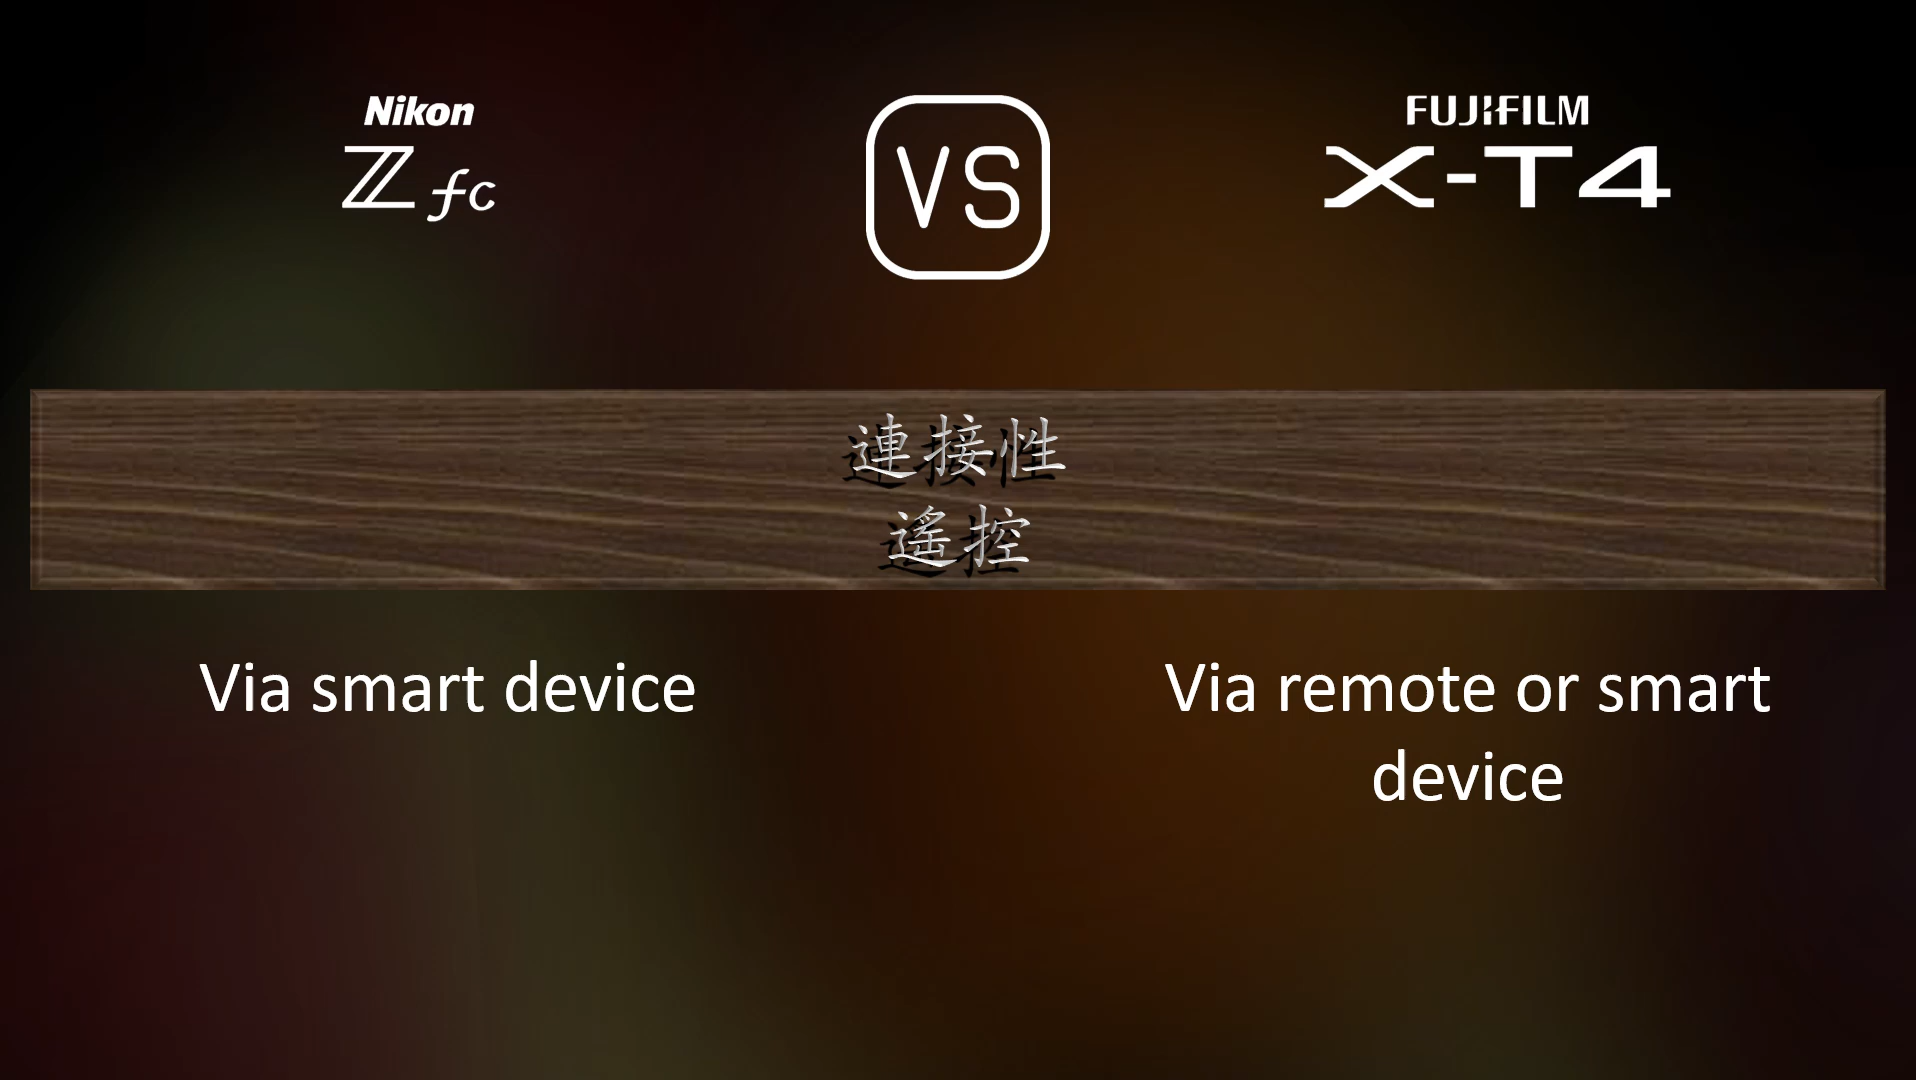 Nikon
Z fc
VS
FUJIFILM
X-T4
連接性
遙控
Via smart device
Via remote or smart
device